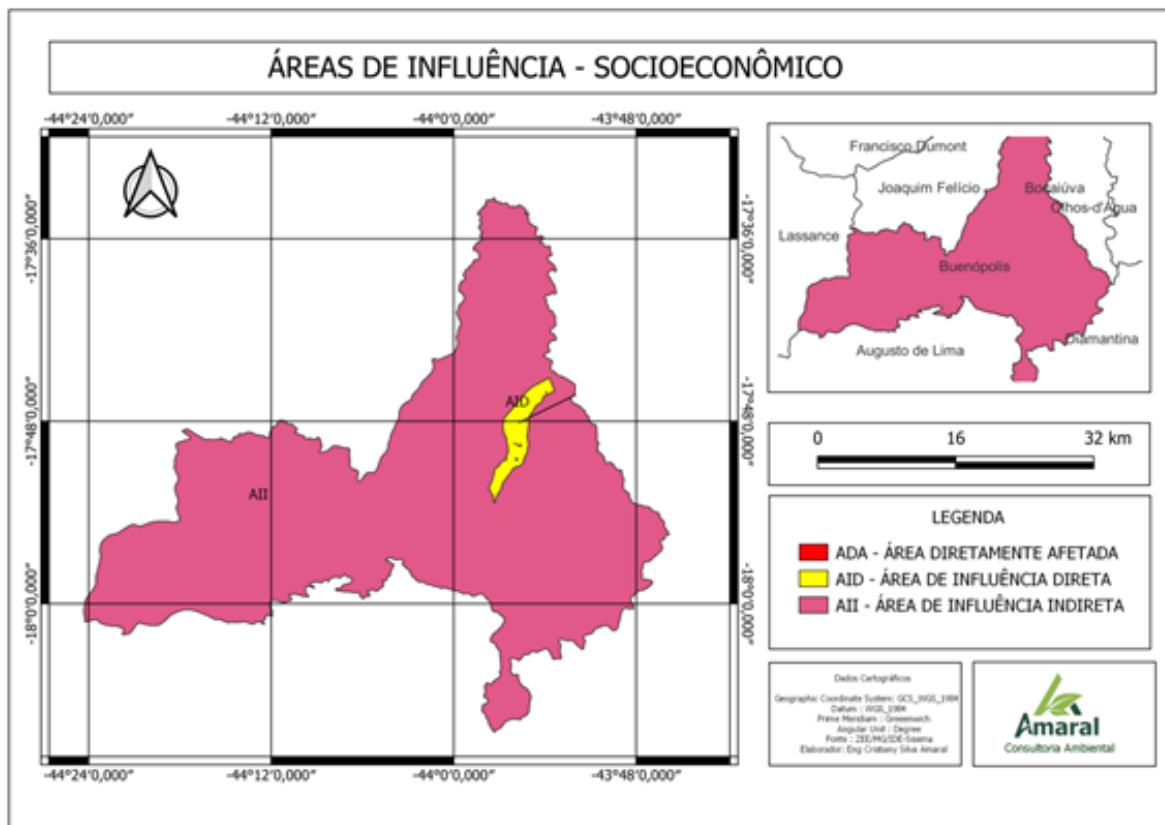 ÁREAS DE INFLUÊNCIA - SOCIOECONÔMICO
-44°24'0,000"
-44°12'0,000"
-44°0'0,000"
-43°48'0,000"
-17°36'0,000"
-17°48'0,000"
-18°0'0,000"
-17°36'0,000"
-17°48'0,000"
-18°0'0,000"
AID
AII
-44°24'0,000"
-44°12'0,000"
-44°0'0,000"
-43°48'0,000"
Francisco Dumont
Joaquim Felício
Bocaiúva
Olhos-d'Água
Lassance
Buenópolis
Diamantina
Augusto de Lima
0 16 32 km
LEGENDA
ADA - ÁREA DIRETAMENTE AFETADA
AID - ÁREA DE INFLUÊNCIA DIRETA
AII - ÁREA DE INFLUÊNCIA INDIRETA
Dados Cartográficos
Geographic Coordinate System: GCS_WGS_1984
Datum : WGS_1984
Prime Meridian : Greenwich
Angular Unit : Degree
Fonte : ZEE/MG/IDE-Sisema
Elaborador: Eng Cristiany Silva Amaral
Amaral
Consultoria Ambiental